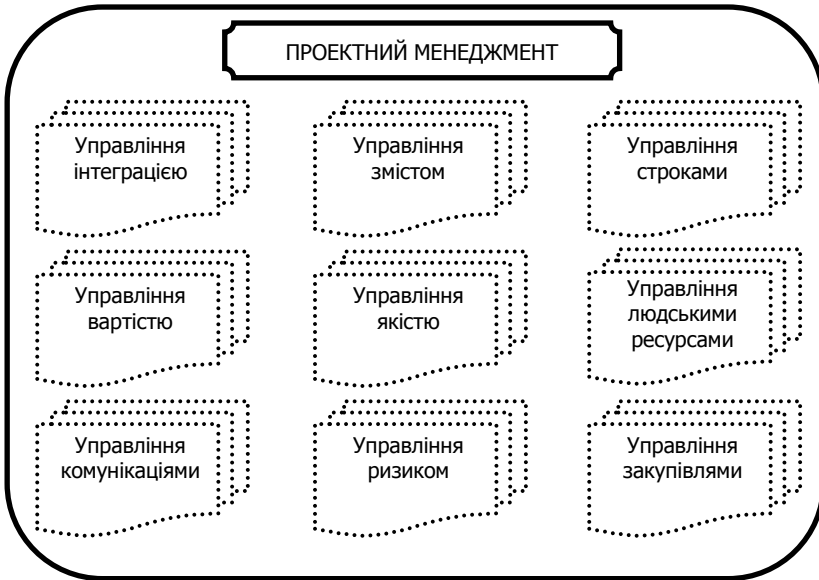 ПРОЕКТНИЙ МЕНЕДЖМЕНТ
Управління
інтеграцією
Управління
змістом
Управління
строками
Управління
вартістю
Управління
якістю
Управління
людськими
ресурсами
Управління
комунікаціями
Управління
ризиком
Управління
закупівлями